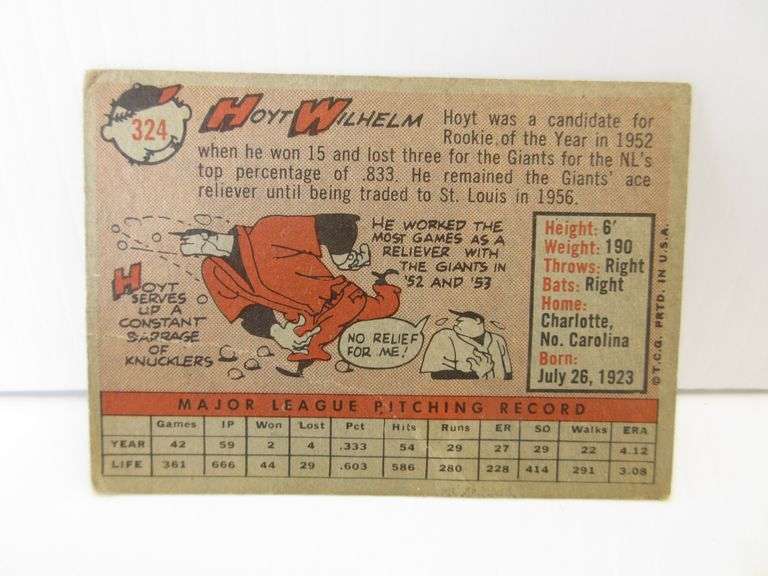 324
HOYT WILHELM
Hoyt was a candidate for
Rookie of the Year in 1952
when he won 15 and lost three for the Giants for the NL's
top percentage of .833. He remained the Giants' ace
reliever until being traded to St. Louis in 1956.
HE WORKED THE
MOST GAMES AS A
RELIEVER WITH
THE GIANTS IN
'52 AND '53
HOYT
SERVES
UP A
CONSTANT
BARRAGE
OF
KNUCKLERS
NO RELIEF
FOR ME!
Height: 6'
Weight: 190
Throws: Right
Bats: Right
Home:
Charlotte,
No. Carolina
Born:
July 26, 1923
© T.C.G. PRTD. IN U.S.A.
MAJOR LEAGUE PITCHING RECORD
Games IP Won Lost Pct Hits Runs ER SO Walks ERA
YEAR 42 59 2 4 .333 54 29 27 29 22 4.12
LIFE 361 666 44 29 .603 586 280 228 414 291 3.08